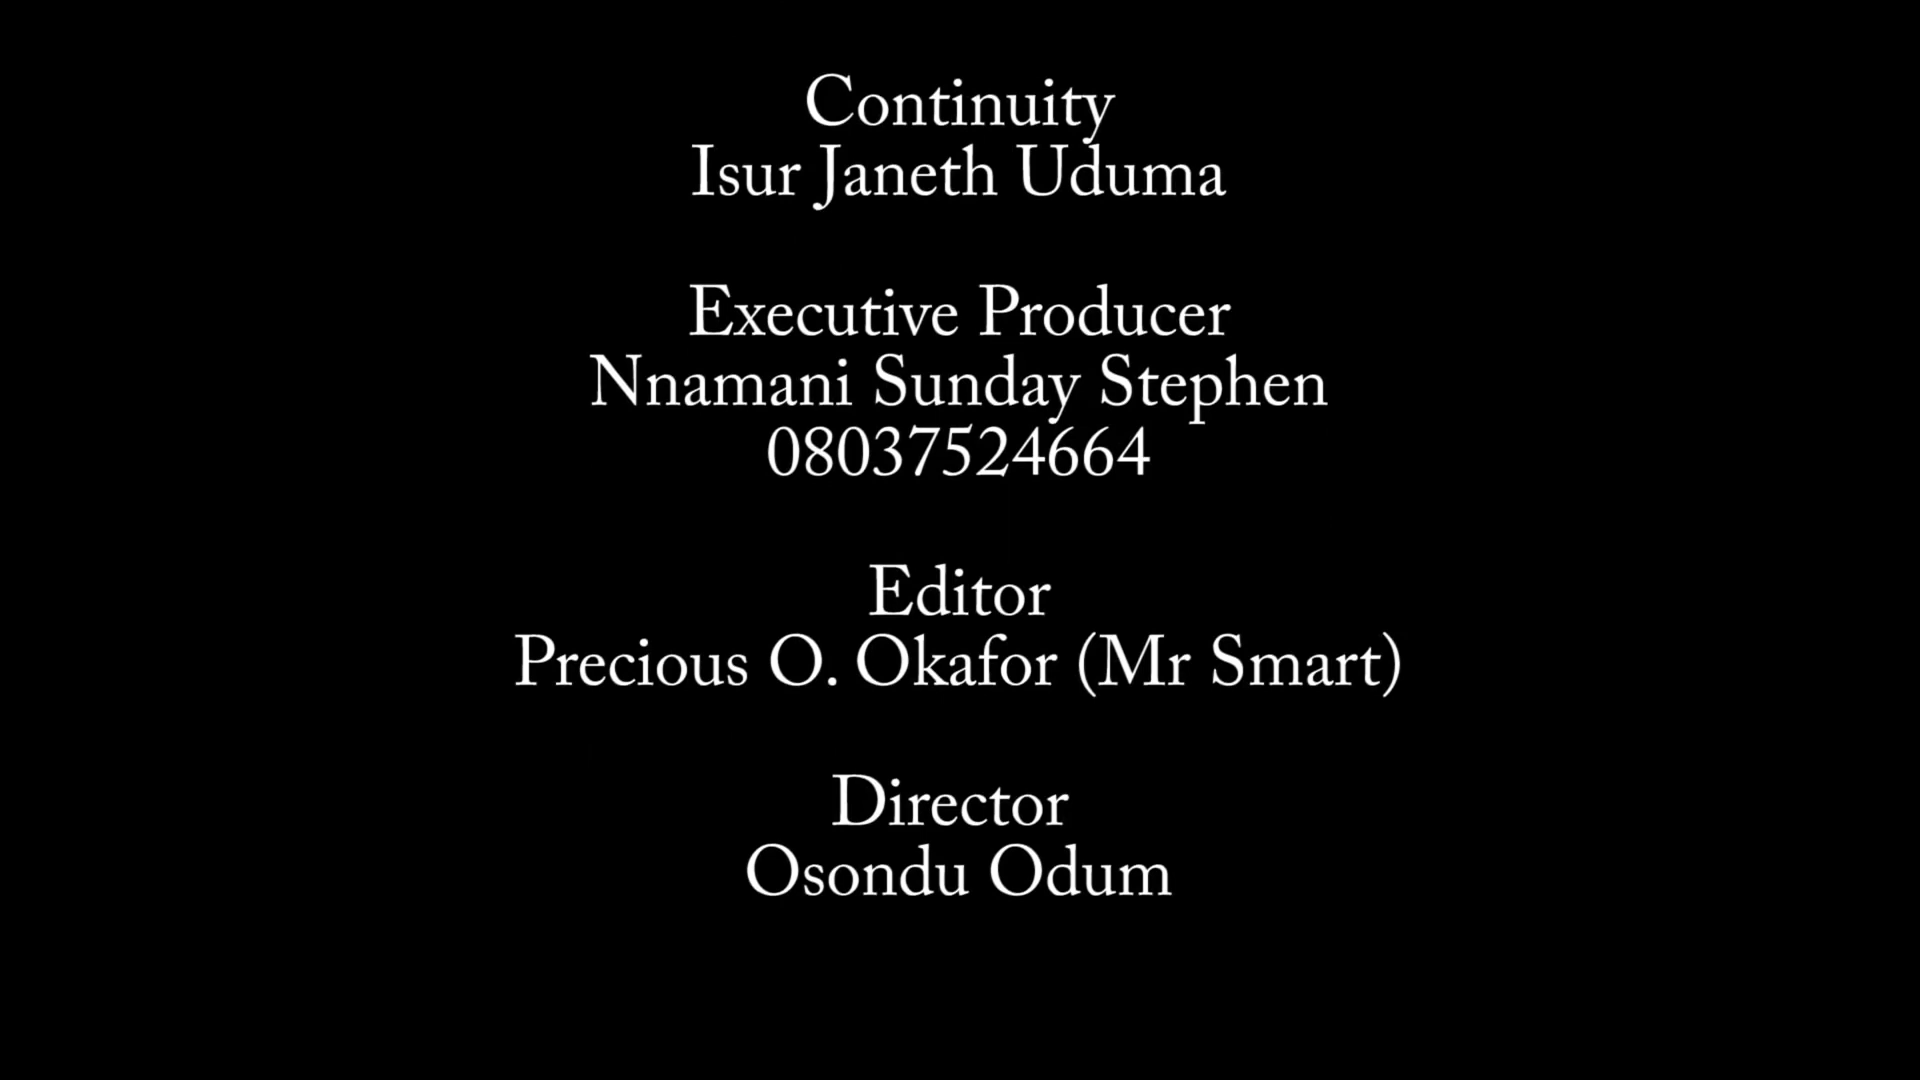 Continuity
Isur Janeth Uduma
Executive Producer
Nnamani Sunday Stephen
08037524664
Editor
Precious O. Okafor (Mr Smart)
Director
Osondu Odum